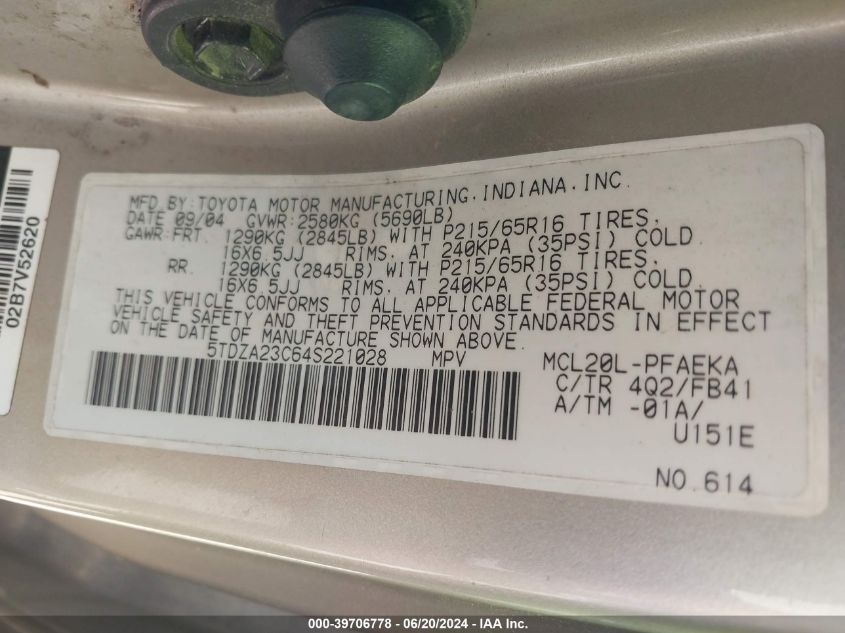 02B7V52620
MFD.BY:TOYOTA MOTOR MANUFACTURING.INDIANA.INC.
DATE 09/04 GVWR:2580KG (5690LB)
GAWR:FRT. 1290KG (2845LB) WITH P215/65R16 TIRES.
16X6.5JJ RIMS. AT 240KPA (35PSI) COLD.
RR. 1290KG (2845LB) WITH P215/65R16 TIRES.
16X6.5JJ RIMS. AT 240KPA (35PSI) COLD.
THIS VEHICLE CONFORMS TO ALL APPLICABLE FEDERAL MOTOR
VEHICLE SAFETY AND THEFT PREVENTION STANDARDS IN EFFECT
ON THE DATE OF MANUFACTURE SHOWN ABOVE.
5TDZA23C64S221028 MPV MCL20L-PFAEKA
C/TR 4Q2/FB41
A/TM -01A/
U151E
NO.614
000-39706778 - 06/20/2024 - IAA Inc.